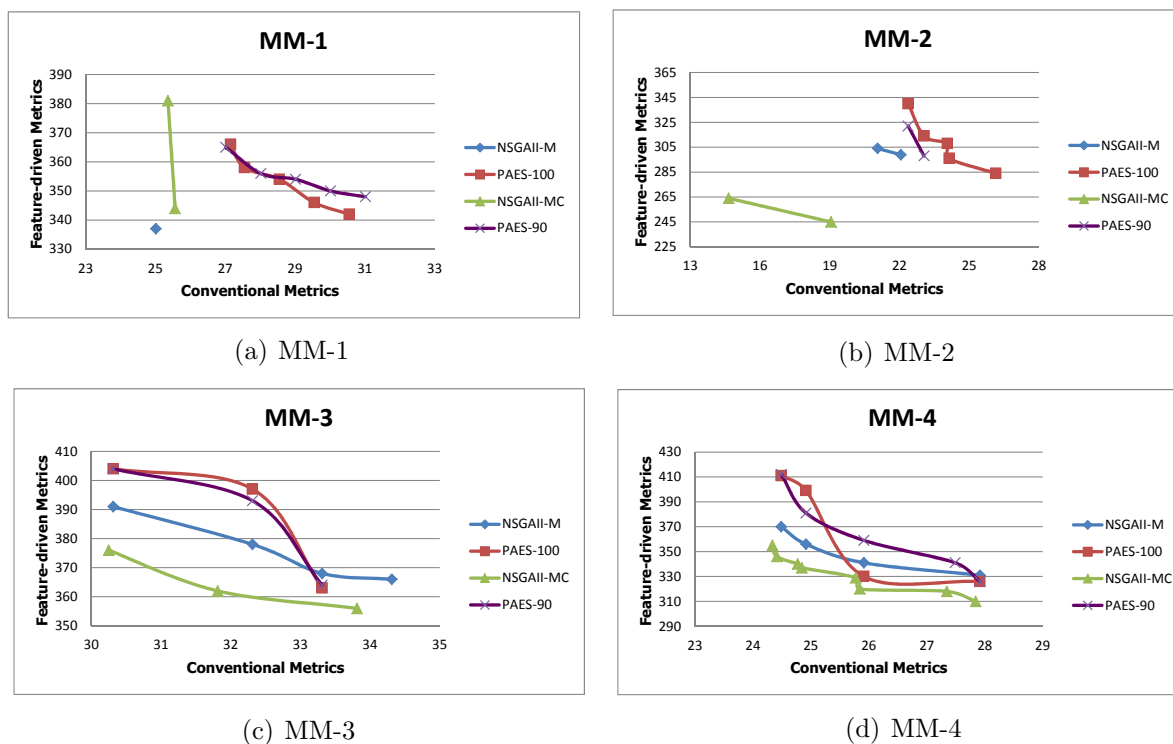 MM-1
Feature-driven Metrics
390
380
370
360
350
340
330
23 25 27 29 31 33
Conventional Metrics
NSGAII-M
PAES-100
NSGAII-MC
PAES-90
(a) MM-1
MM-2
Feature-driven Metrics
365
345
325
305
285
265
245
225
13 16 19 22 25 28
Conventional Metrics
NSGAII-M
PAES-100
NSGAII-MC
PAES-90
(b) MM-2
MM-3
Feature-driven Metrics
410
400
390
380
370
360
350
30 31 32 33 34 35
Conventional Metrics
NSGAII-M
PAES-100
NSGAII-MC
PAES-90
(c) MM-3
MM-4
Feature-driven Metrics
430
410
390
370
350
330
310
290
23 24 25 26 27 28 29
Conventional Metrics
NSGAII-M
PAES-100
NSGAII-MC
PAES-90
(d) MM-4